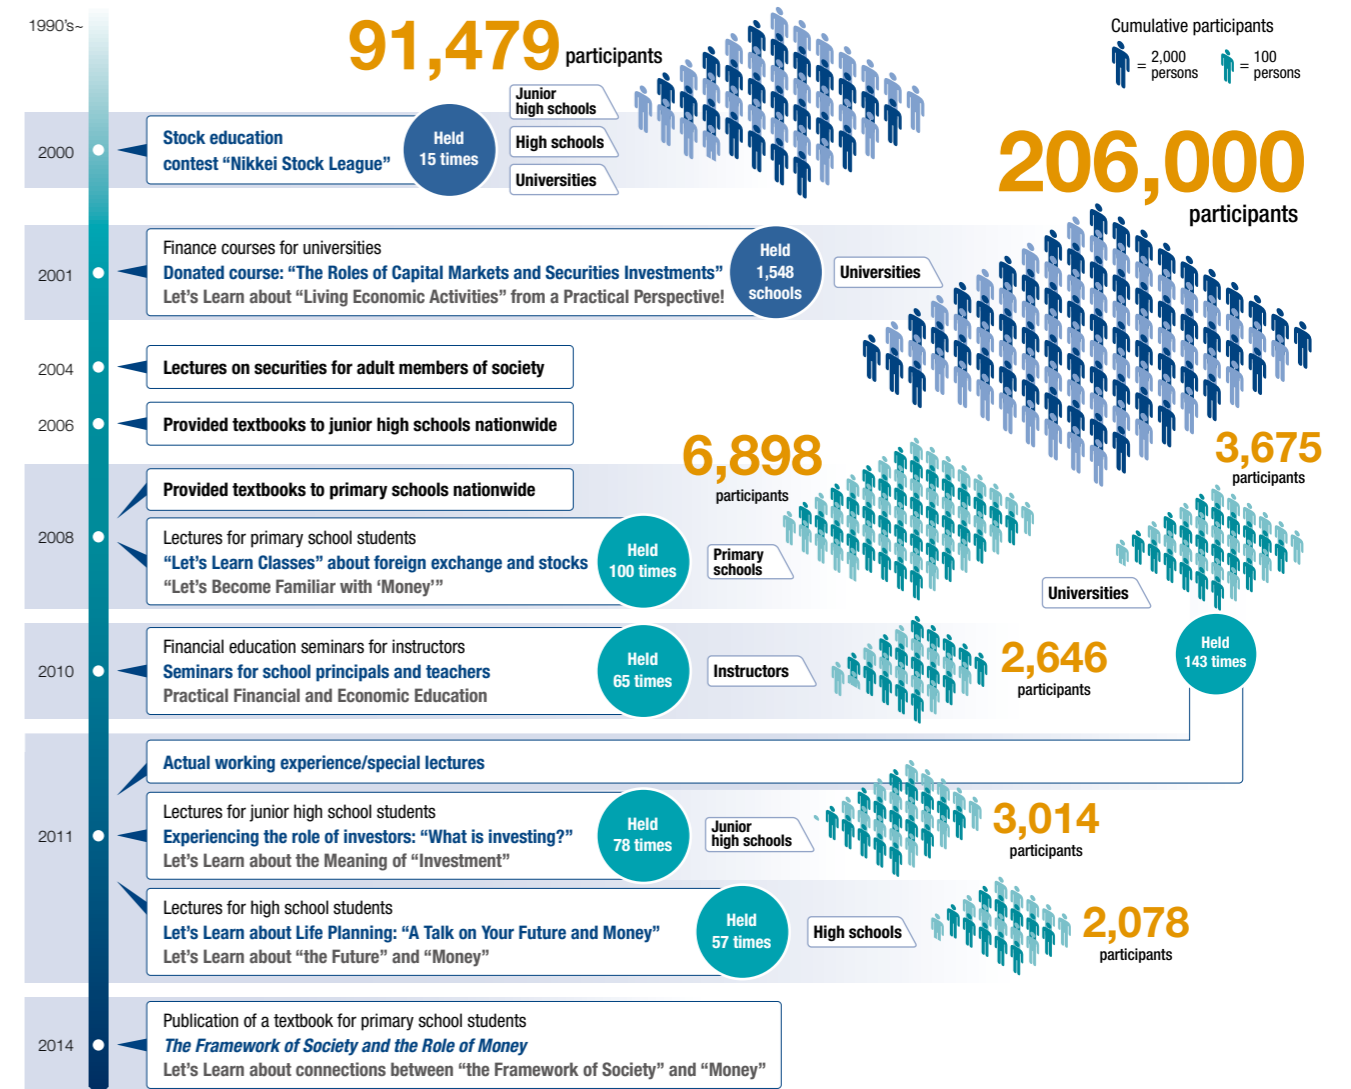 1990's~
91,479 participants
Cumulative participants
= 2,000 persons
= 100 persons
2000
Stock education
contest “Nikkei Stock League”
Held
15 times
Junior
high schools
High schools
Universities
206,000
participants
2001
Finance courses for universities
Donated course: “The Roles of Capital Markets and Securities Investments”
Let’s Learn about “Living Economic Activities” from a Practical Perspective!
Held
1,548
schools
Universities
2004
Lectures on securities for adult members of society
2006
Provided textbooks to junior high schools nationwide
2008
Provided textbooks to primary schools nationwide
Lectures for primary school students
“Let’s Learn Classes” about foreign exchange and stocks
“Let’s Become Familiar with ‘Money’”
Held
100 times
Primary
schools
6,898
participants
3,675
participants
Universities
Held
143 times
2010
Financial education seminars for instructors
Seminars for school principals and teachers
Practical Financial and Economic Education
Held
65 times
Instructors
2,646
participants
2011
Actual working experience/special lectures
Lectures for junior high school students
Experiencing the role of investors: “What is investing?”
Let’s Learn about the Meaning of “Investment”
Held
78 times
Junior
high schools
3,014
participants
Lectures for high school students
Let’s Learn about Life Planning: “A Talk on Your Future and Money”
Let’s Learn about “the Future” and “Money”
Held
57 times
High schools
2,078
participants
2014
Publication of a textbook for primary school students
The Framework of Society and the Role of Money
Let’s Learn about connections between “the Framework of Society” and “Money”